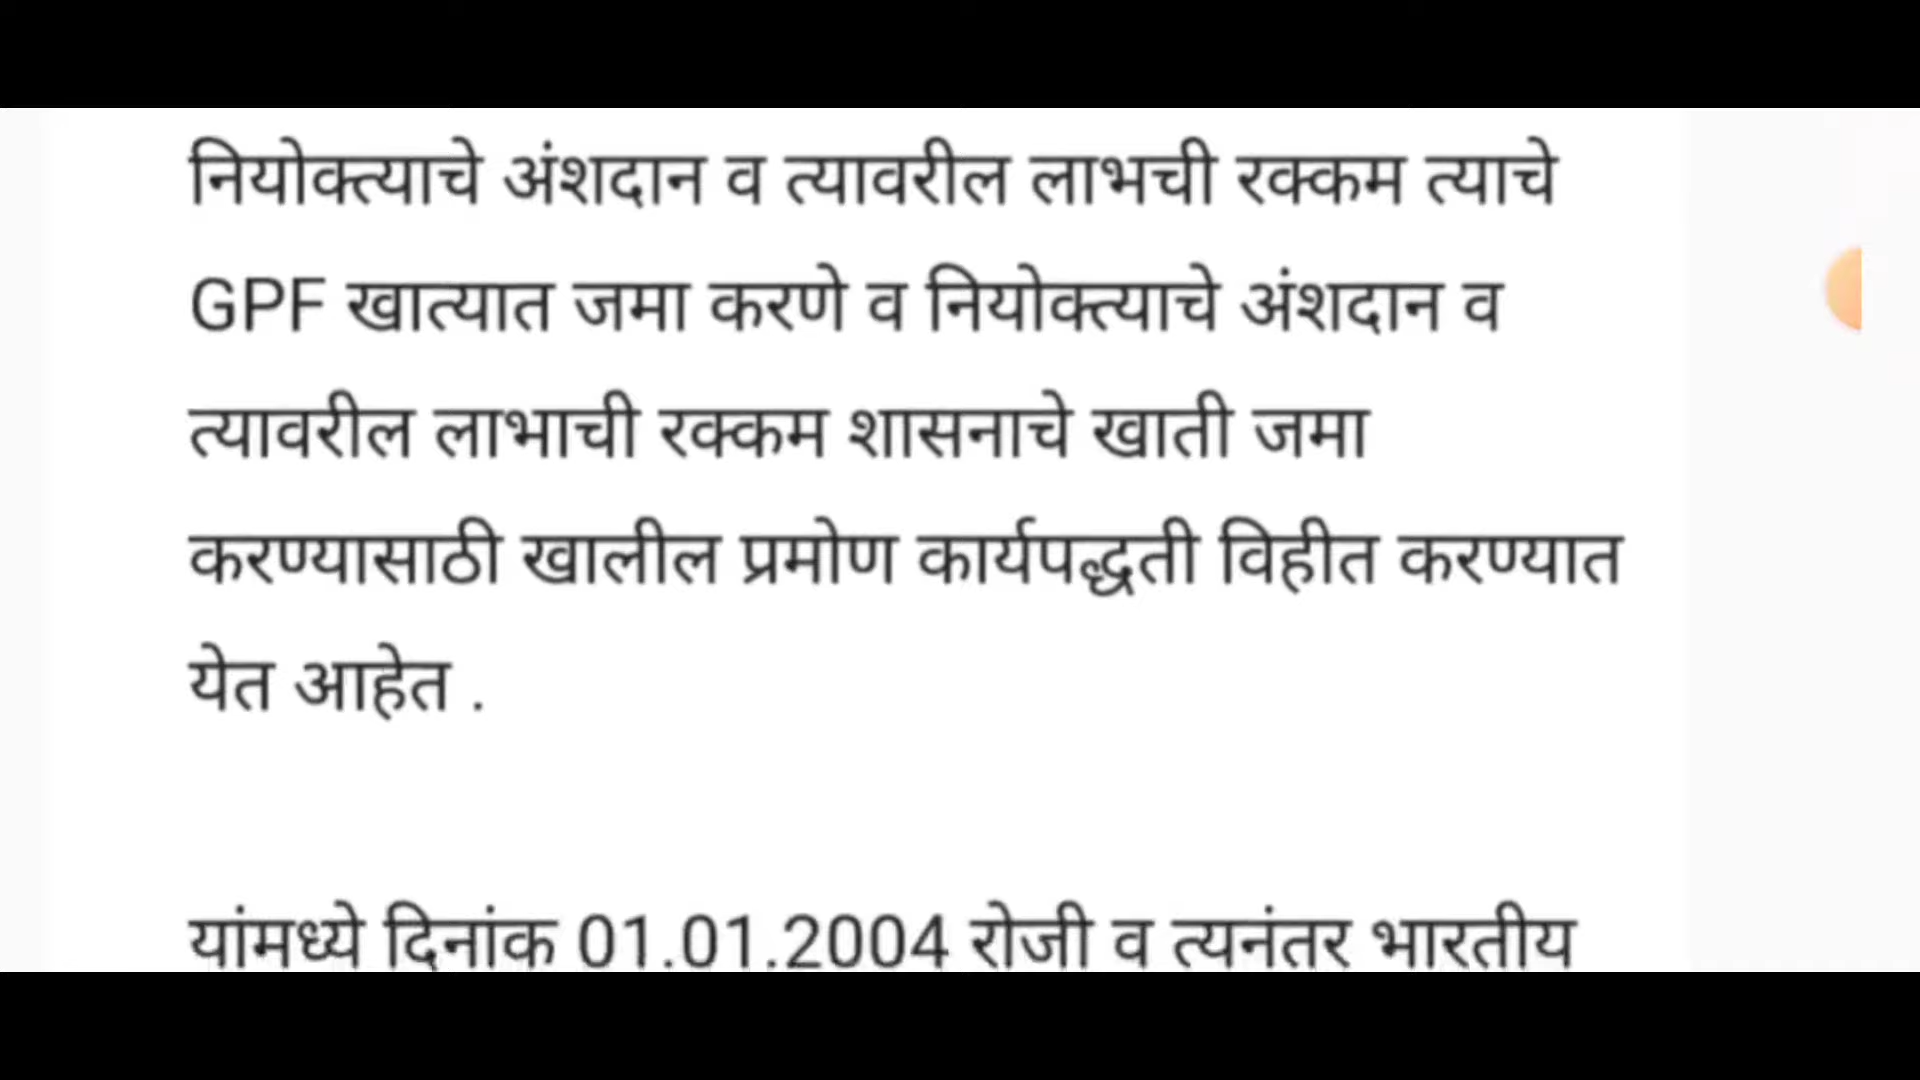 नियोक्त्याचे अंशदान व त्यावरील लाभची रक्कम त्याचे
GPF खात्यात जमा करणे व नियोक्त्याचे अंशदान व
त्यावरील लाभाची रक्कम शासनाचे खाती जमा
करण्यासाठी खालील प्रमोण कार्यपद्धती विहीत करण्यात
येत आहेत .
यांमध्ये दिनांक 01.01.2004 रोजी व त्यनंतर भारतीय